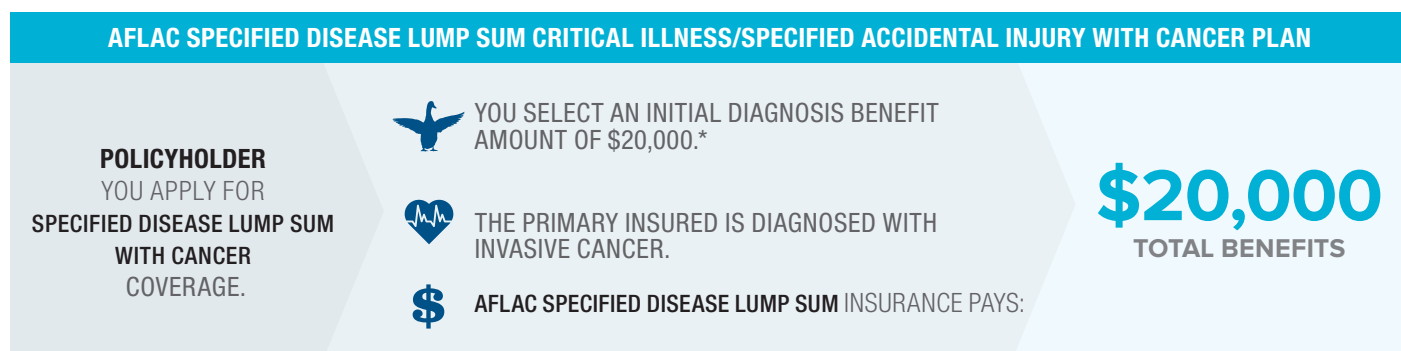 AFLAC SPECIFIED DISEASE LUMP SUM CRITICAL ILLNESS/SPECIFIED ACCIDENTAL INJURY WITH CANCER PLAN
POLICYHOLDER
YOU APPLY FOR
SPECIFIED DISEASE LUMP SUM
WITH CANCER
COVERAGE.
YOU SELECT AN INITIAL DIAGNOSIS BENEFIT
AMOUNT OF $20,000.*
THE PRIMARY INSURED IS DIAGNOSED WITH
INVASIVE CANCER.
$
AFLAC SPECIFIED DISEASE LUMP SUM INSURANCE PAYS:
$20,000
TOTAL BENEFITS